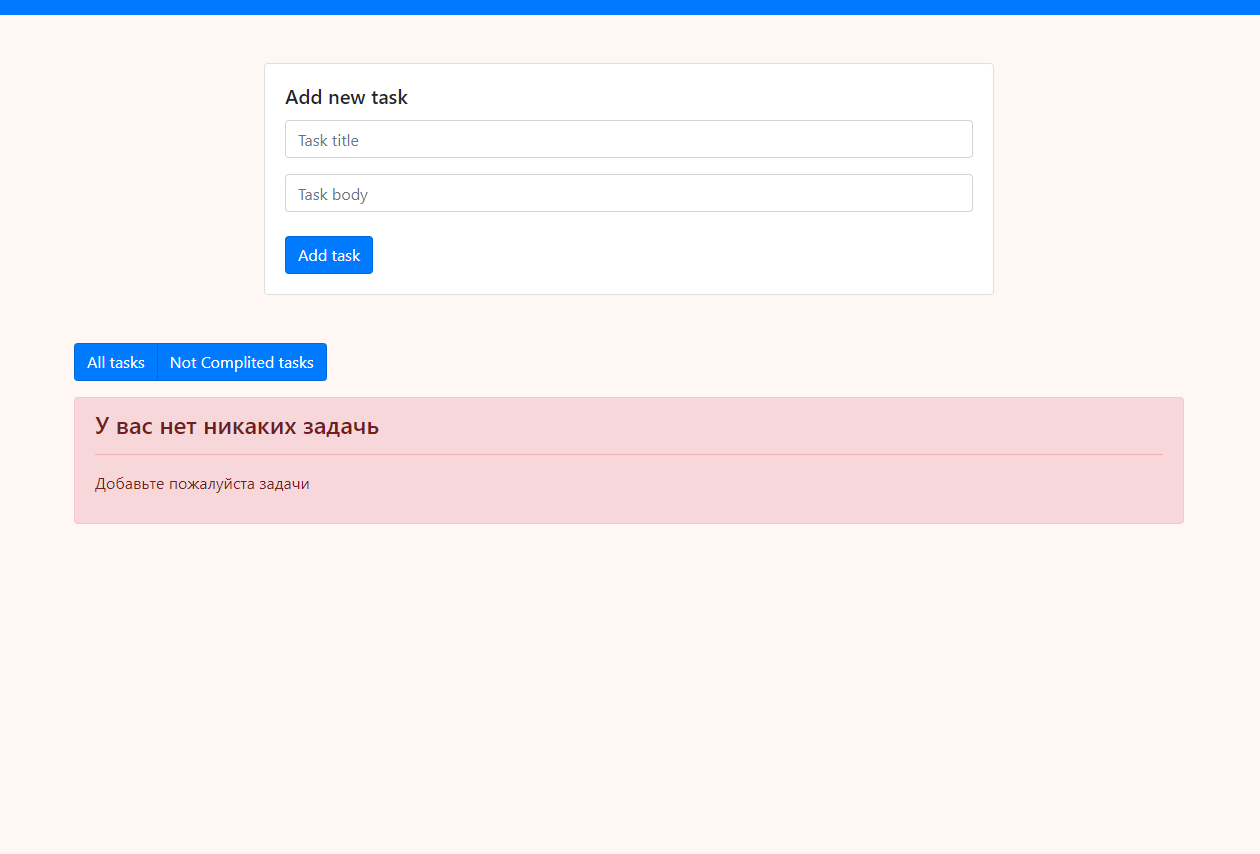 Add new task
Task title
Task body
Add task
All tasks Not Complited tasks
У вас нет никаких задачь
Добавьте пожалуйста задачи